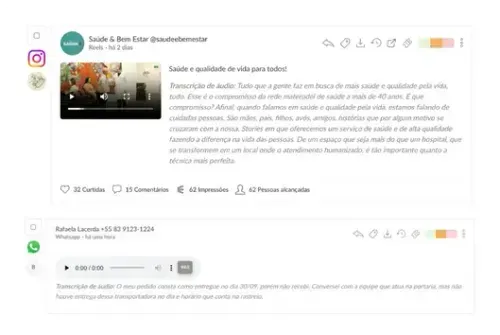 Saúde & Bem Estar @saudeebemestar
Reels - há 2 dias
Saúde e qualidade de vida para todos!
Transcrição de áudio: Tudo que a gente faz em busca de mais saúde e qualidade pela vida,
tudo. Esse é o compromisso da rede materiedif de saúde a mais de 40 anos. E que
compromisso? Afinal, quando falamos em saúde e qualidade pela vida, estamos falando de
cuidados pessoas. São mães, pais, filhos, avós, amigos, histórias que por algum motivo se
cruzaram com a nossa. Stories em que oferecemos um serviço de saúde e de alta qualidade
fazendo a diferença na vida das pessoas. De um espaço que seja mais do que um hospital, que
se transformem em um local onde o atendimento humanizado, é tão importante quanto a
técnica mais perfeita.
32 Curtidas
15 Comentários
62 Impressões
62 Pessoas alcançadas
Rafaela Lacerda +55 83 9123-1224
Whatsapp - há uma hora
0:00 / 0:00
Transcrição de áudio: O meu pedido consta como entregue no dia 30/09, porém não recebi. Conversei com a equipe que atua na portaria, mas não
houve entrega dessa transportadora no dia e horário que conta no rastreio.